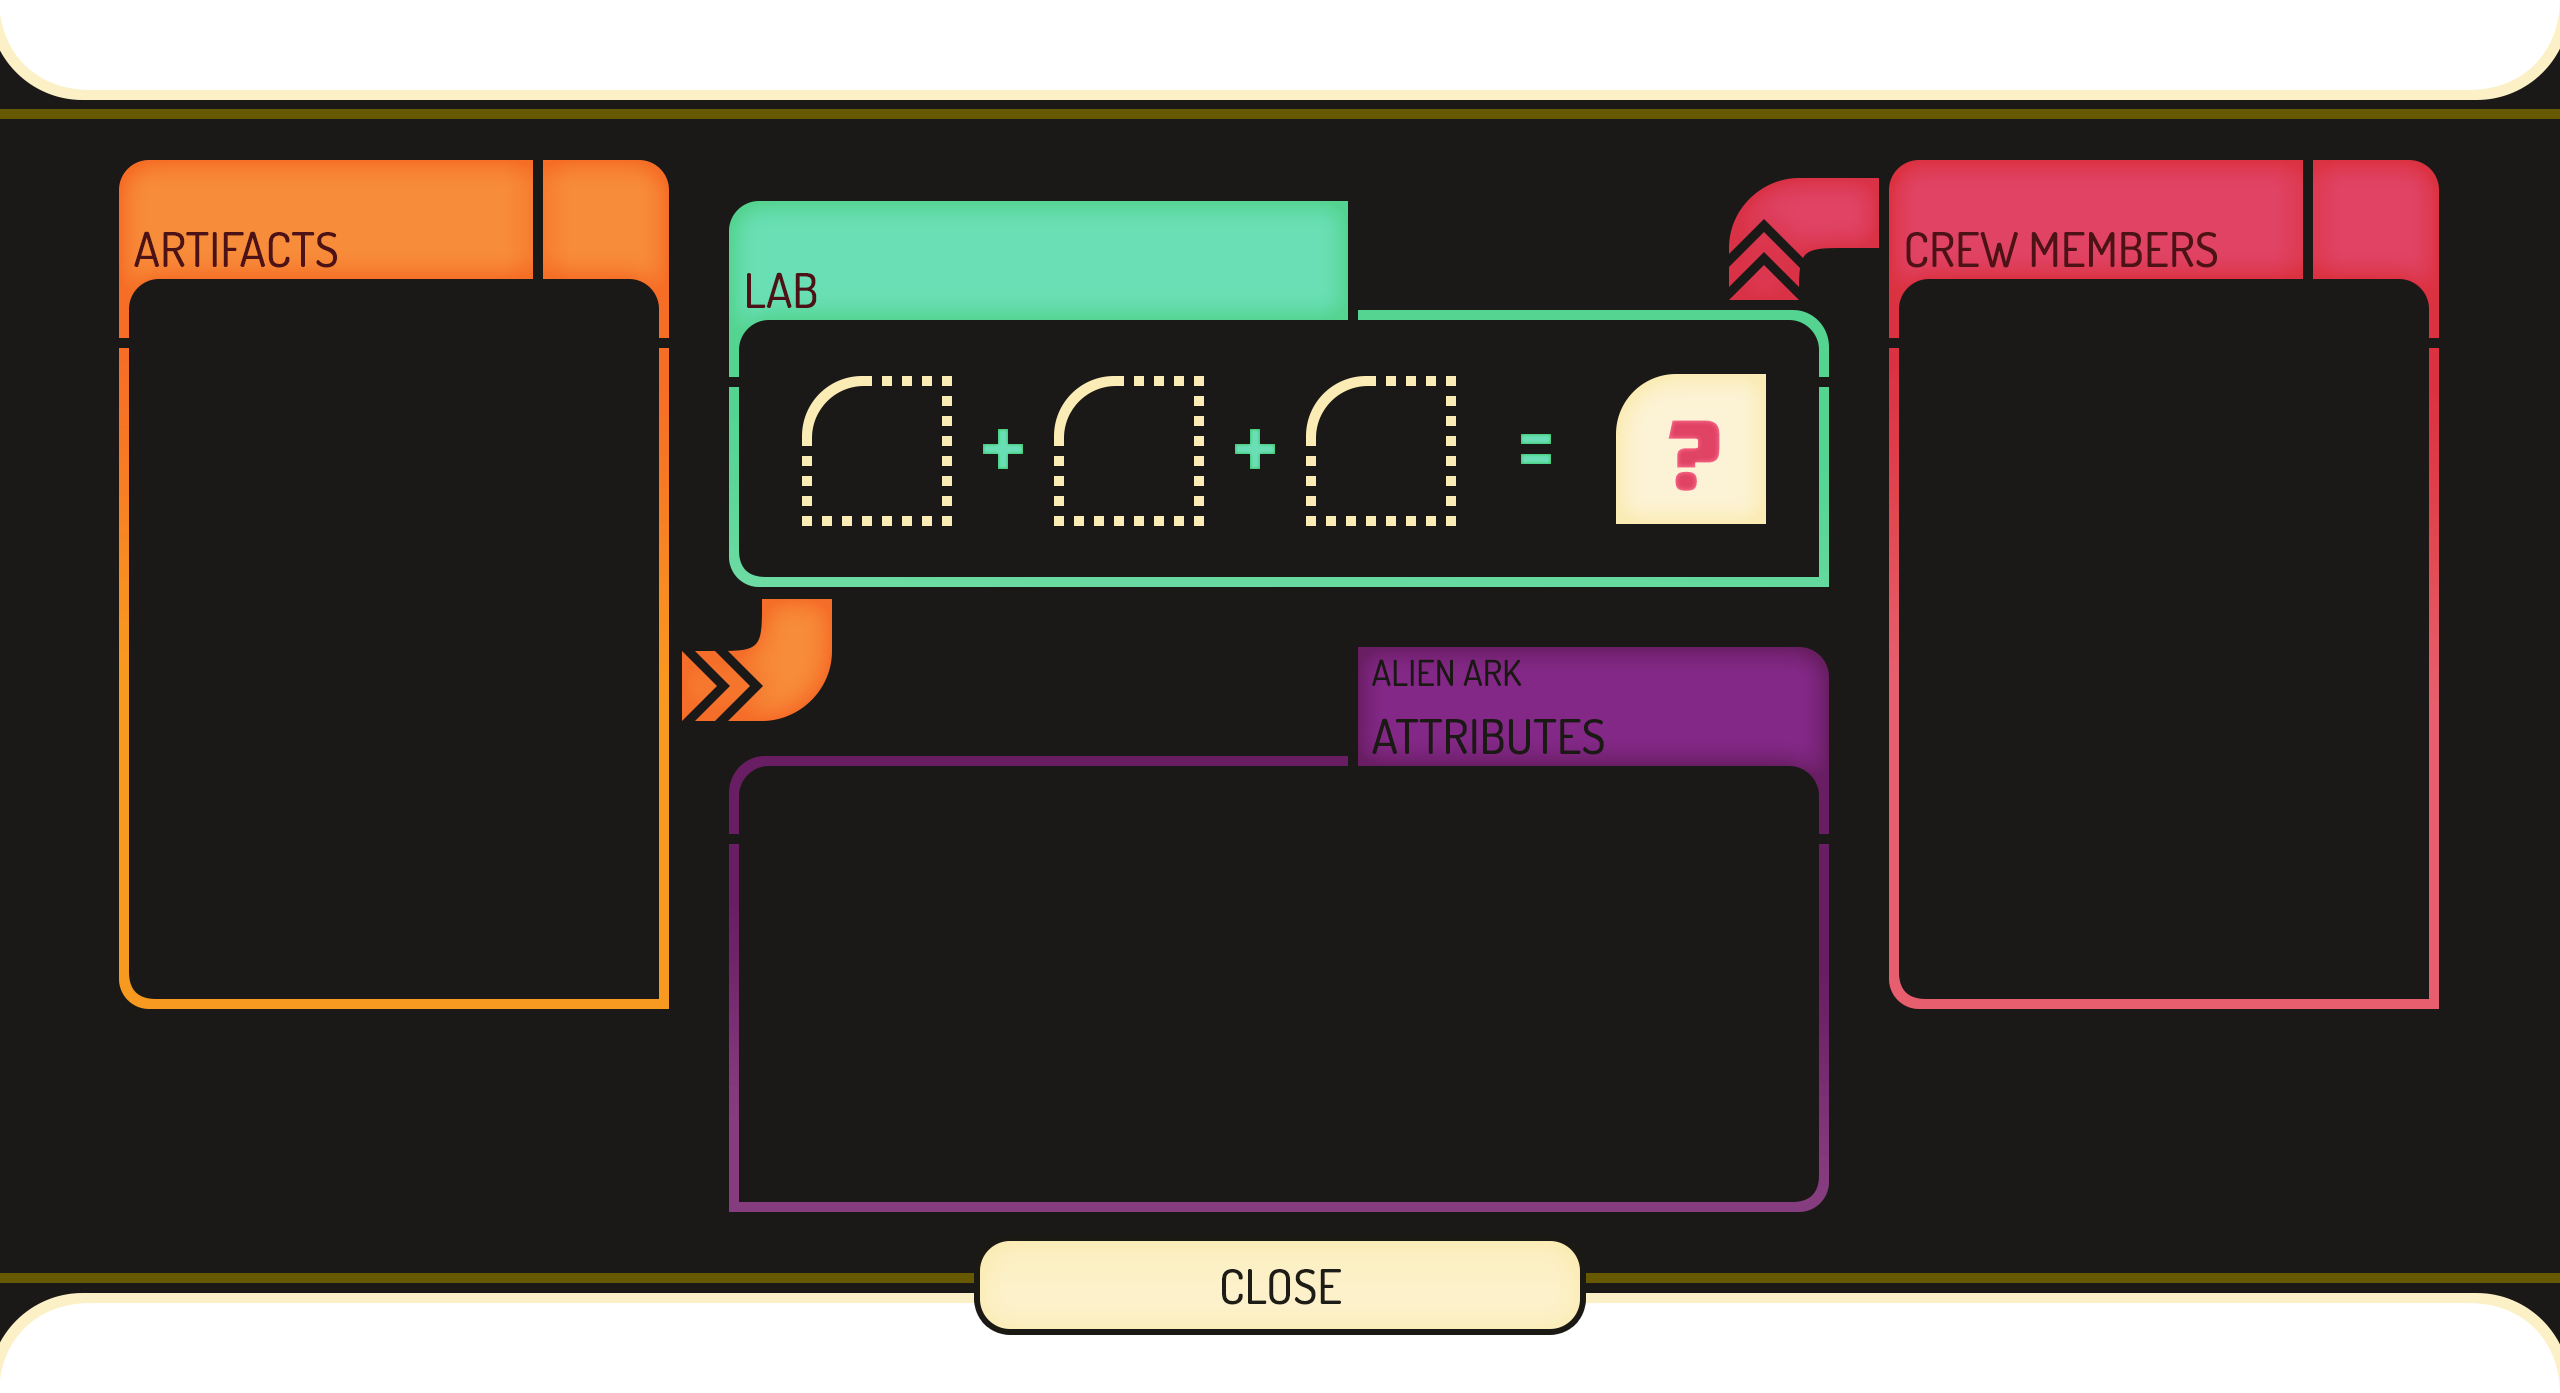 ARTIFACTS
CREW MEMBERS
LAB
+ + = ?
ALIEN ARK
ATTRIBUTES
CLOSE